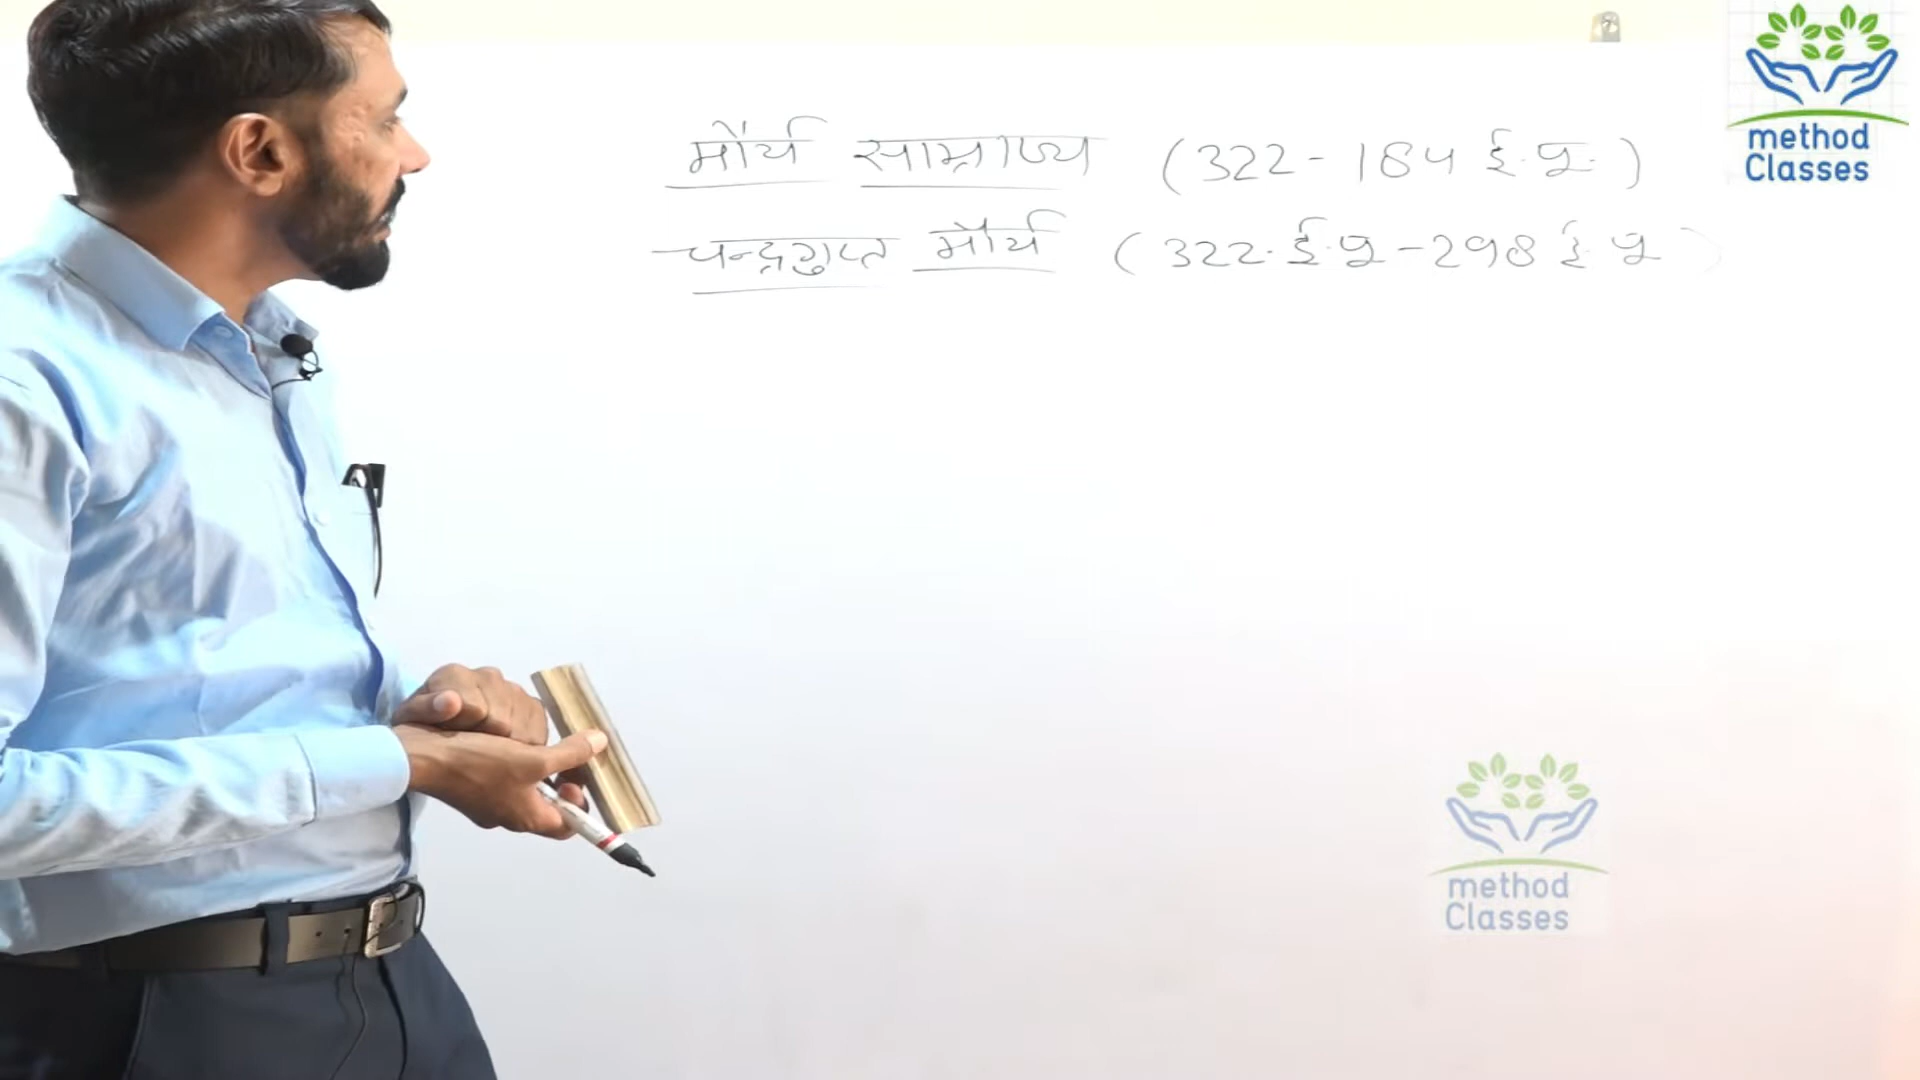 मौर्य साम्राज्य (322 - 184 ई.पू.)
चन्द्रगुप्त मौर्य (322. ई.पू - 298 ई.पू)
method
Classes
method
Classes